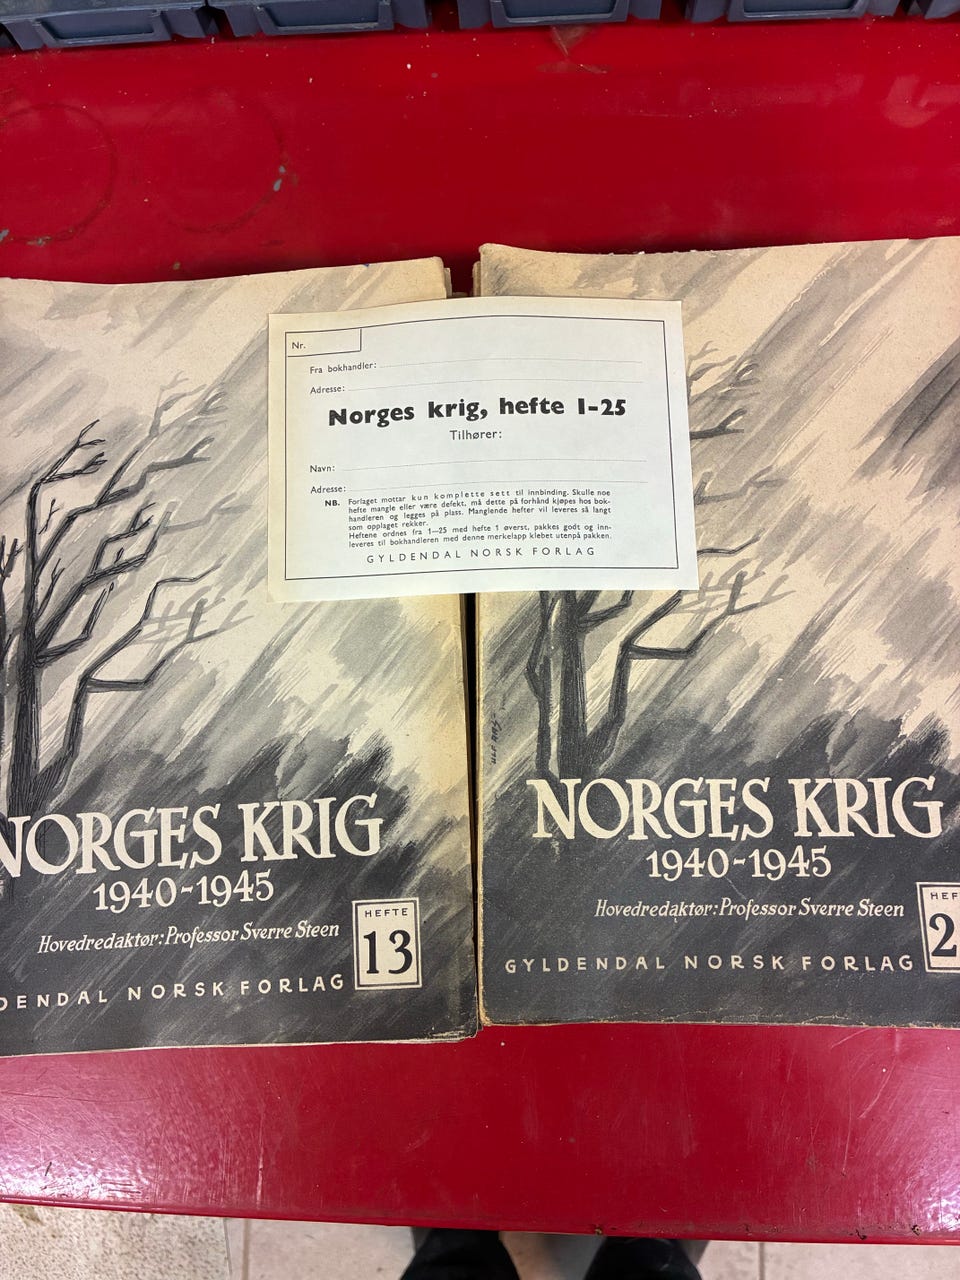 Nr.
Fra bokhandler:
Adresse:
Norges krig, hefte 1-25
Tilhører:
Navn:
Adresse:
NB. Forlaget mottar kun komplette sett til innbinding. Skulle noe
hefte mangle eller være defekt, må dette på forhånd kjøpes hos bok-
handleren og legges på plass. Manglende hefter vil leveres så langt
som opplaget rekker.
Heftene ordnes fra 1—25 med hefte 1 øverst, pakkes godt og inn-
leveres til bokhandleren med denne merkelapp klebet utenpå pakken.
GYLDENDAL NORSK FORLAG
NORGES KRIG
1940-1945
Hovedredaktør: Professor Sverre Steen
HEFTE
13
DENDAL NORSK FORLAG
NORGES KRIG
1940-1945
Hovedredaktør: Professor Sverre Steen
HEF
2
GYLDENDAL NORSK FORLAG